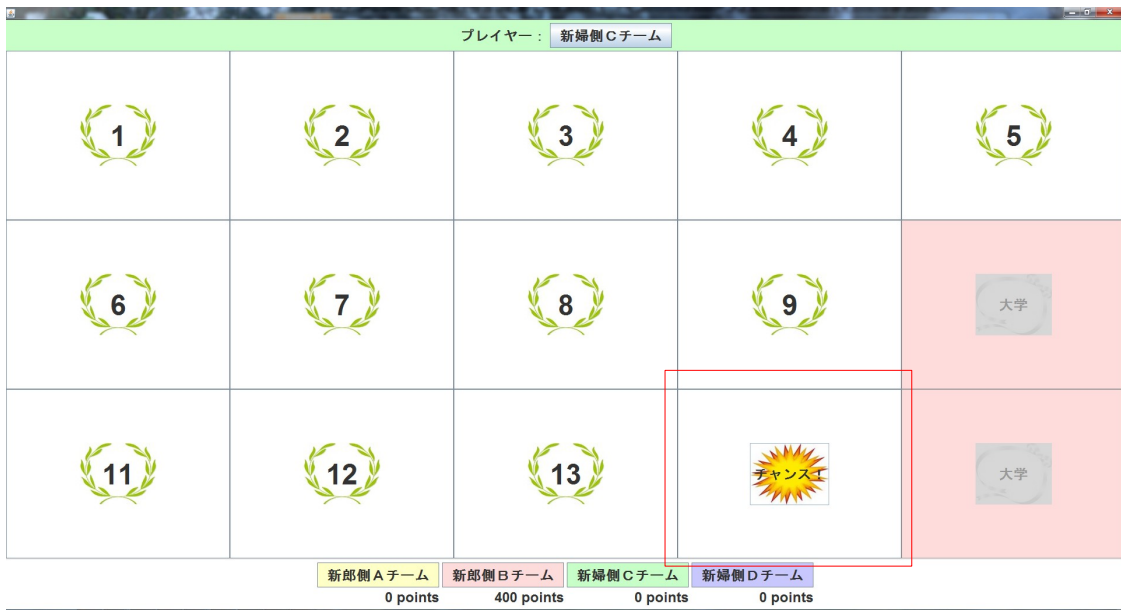 プレイヤー： 新婦側Cチーム
1 2 3 4 5
6 7 8 9 大学
11 12 13 チャンス！ 大学
新郎側Aチーム 新郎側Bチーム 新婦側Cチーム 新婦側Dチーム
0 points 400 points 0 points 0 points